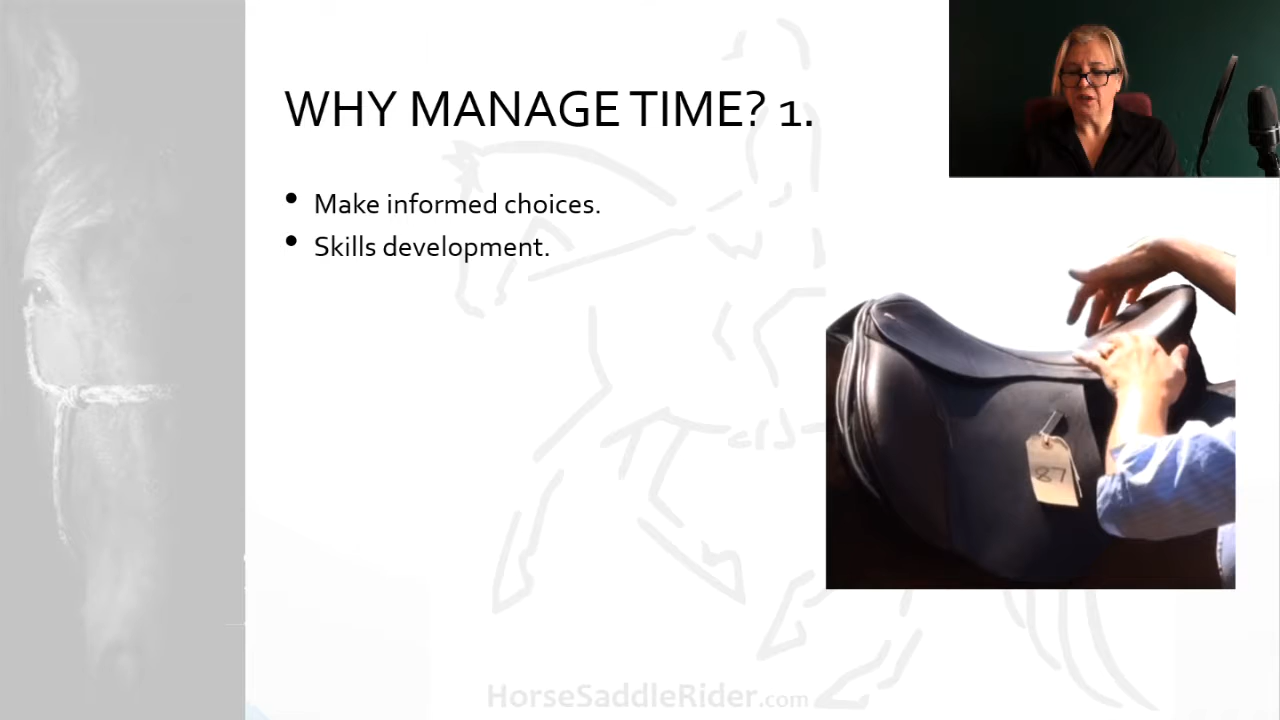 WHY MANAGE TIME? 1.
• Make informed choices.
• Skills development.
87
HorseSaddleRider.com